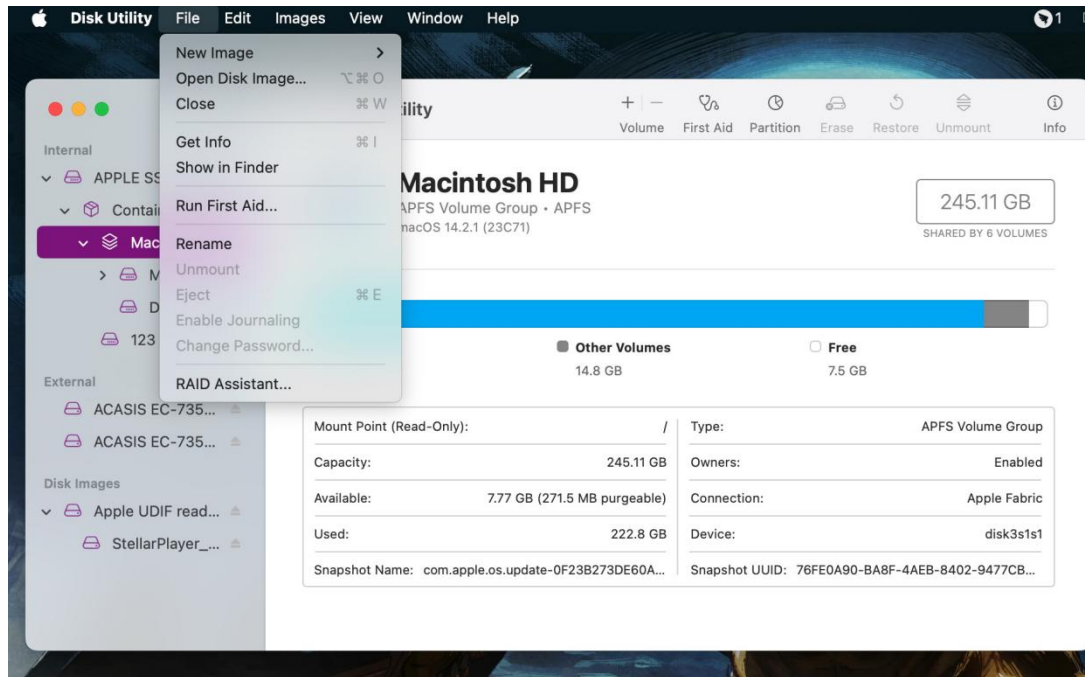 Disk Utility File Edit Images View Window Help 1
New Image
Open Disk Image... ⌥⌘O
Close ⌘W
Get Info ⌘I
Show in Finder
Run First Aid...
Rename
Unmount
Eject ⌘E
Enable Journaling
Change Password...
RAID Assistant...
Volume First Aid Partition Erase Restore Unmount Info
Internal
APPLE
123
External
ACASIS EC-735...
ACASIS EC-735...
Disk Images
Apple UDIF read...
StellarPlayer_...
Macintosh HD
APFS Volume Group • APFS
macOS 14.2.1 (23C71)
245.11 GB
SHARED BY 6 VOLUMES
Other Volumes
14.8 GB
Free
7.5 GB
Mount Point (Read-Only): /
Capacity: 245.11 GB
Available: 7.77 GB (271.5 MB purgeable)
Used: 222.8 GB
Snapshot Name: com.apple.os.update-0F23B273DE60A...
Type: APFS Volume Group
Owners: Enabled
Connection: Apple Fabric
Device: disk3s1s1
Snapshot UUID: 76FE0A90-BA8F-4AEB-8402-9477CB...